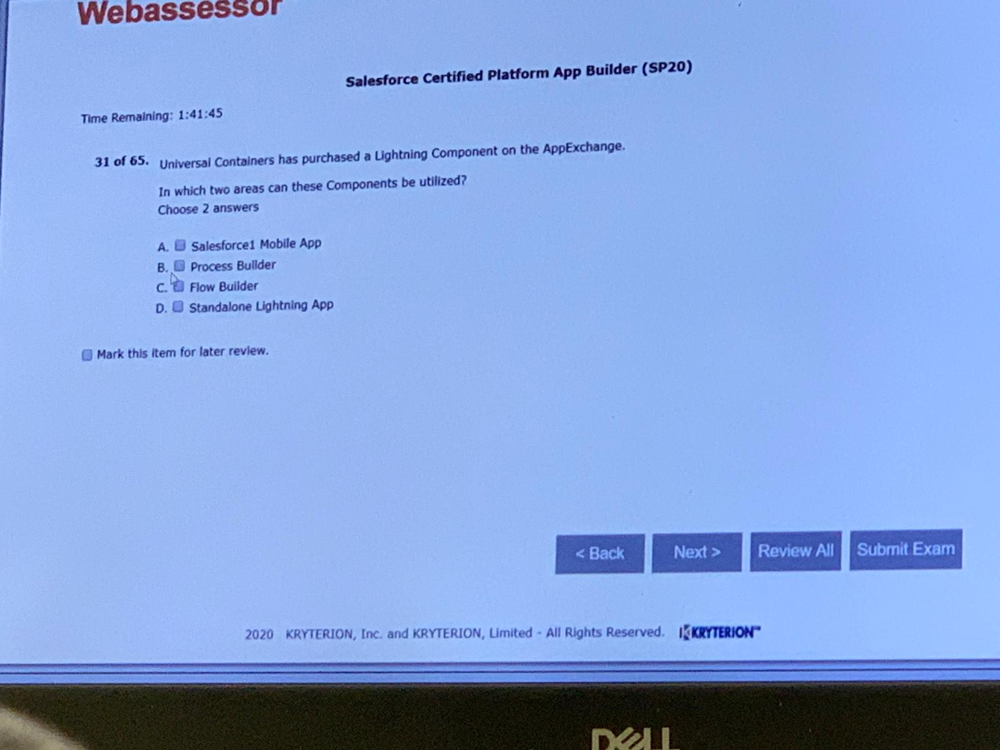 Webassessor
Salesforce Certified Platform App Builder (SP20)
Time Remaining: 1:41:45
31 of 65. Universal Containers has purchased a Lightning Component on the AppExchange.
In which two areas can these Components be utilized?
Choose 2 answers
A. Salesforce1 Mobile App
B. Process Builder
C. Flow Builder
D. Standalone Lightning App
Mark this item for later review.
< Back Next > Review All Submit Exam
2020 KRYTERION, Inc. and KRYTERION, Limited - All Rights Reserved. KRYTERION™
DELL